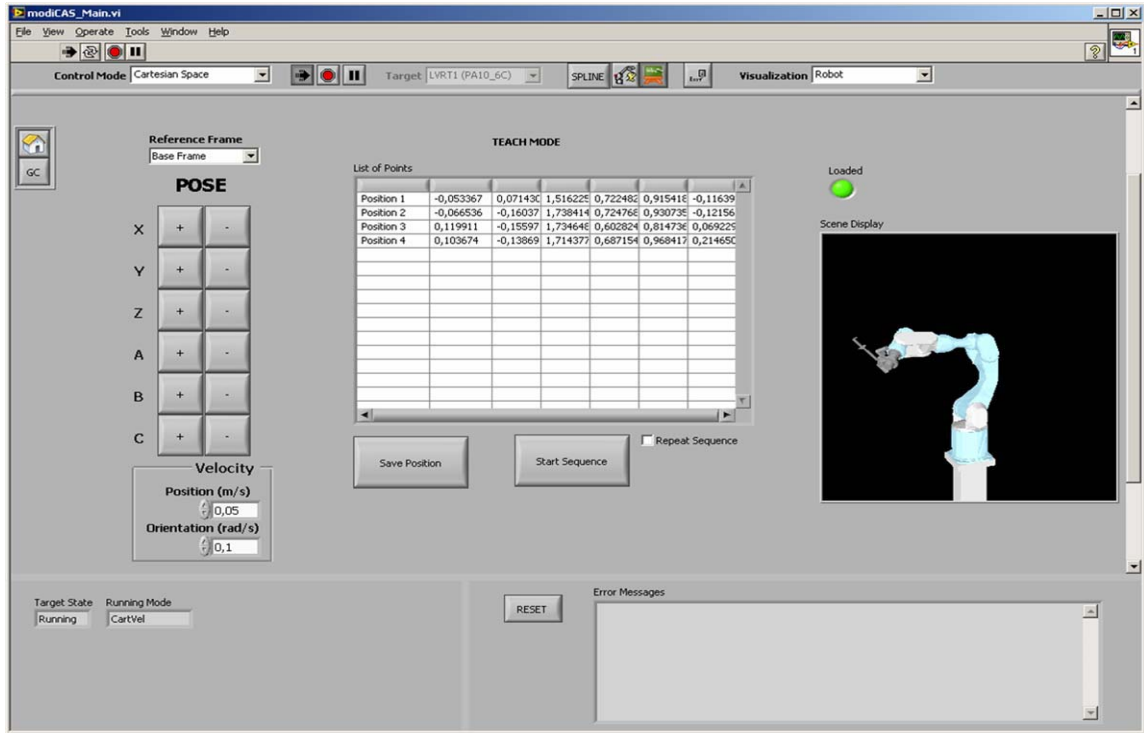 modiCAS_Main.vi
File View Operate Tools Window Help
Control Mode Cartesian Space Target LVRT1 (PA10_6C) SPLINE Visualization Robot
GC
Reference Frame
Base Frame
POSE
X + -
Y + -
Z + -
A + -
B + -
C + -
Velocity
Position (m/s)
0,05
Orientation (rad/s)
0,1
TEACH MODE
List of Points
Position 1 -0,053367 0,071430 1,516225 0,722482 0,915418 -0,11639
Position 2 -0,066536 -0,16037 1,738414 0,724768 0,930735 -0,12156
Position 3 0,119911 -0,15597 1,734648 0,602824 0,814736 0,069229
Position 4 0,103674 -0,13869 1,714377 0,687154 0,968417 0,214650
Save Position
Start Sequence
Repeat Sequence
Loaded
Scene Display
Target State Running Mode
Running CartVel
RESET
Error Messages